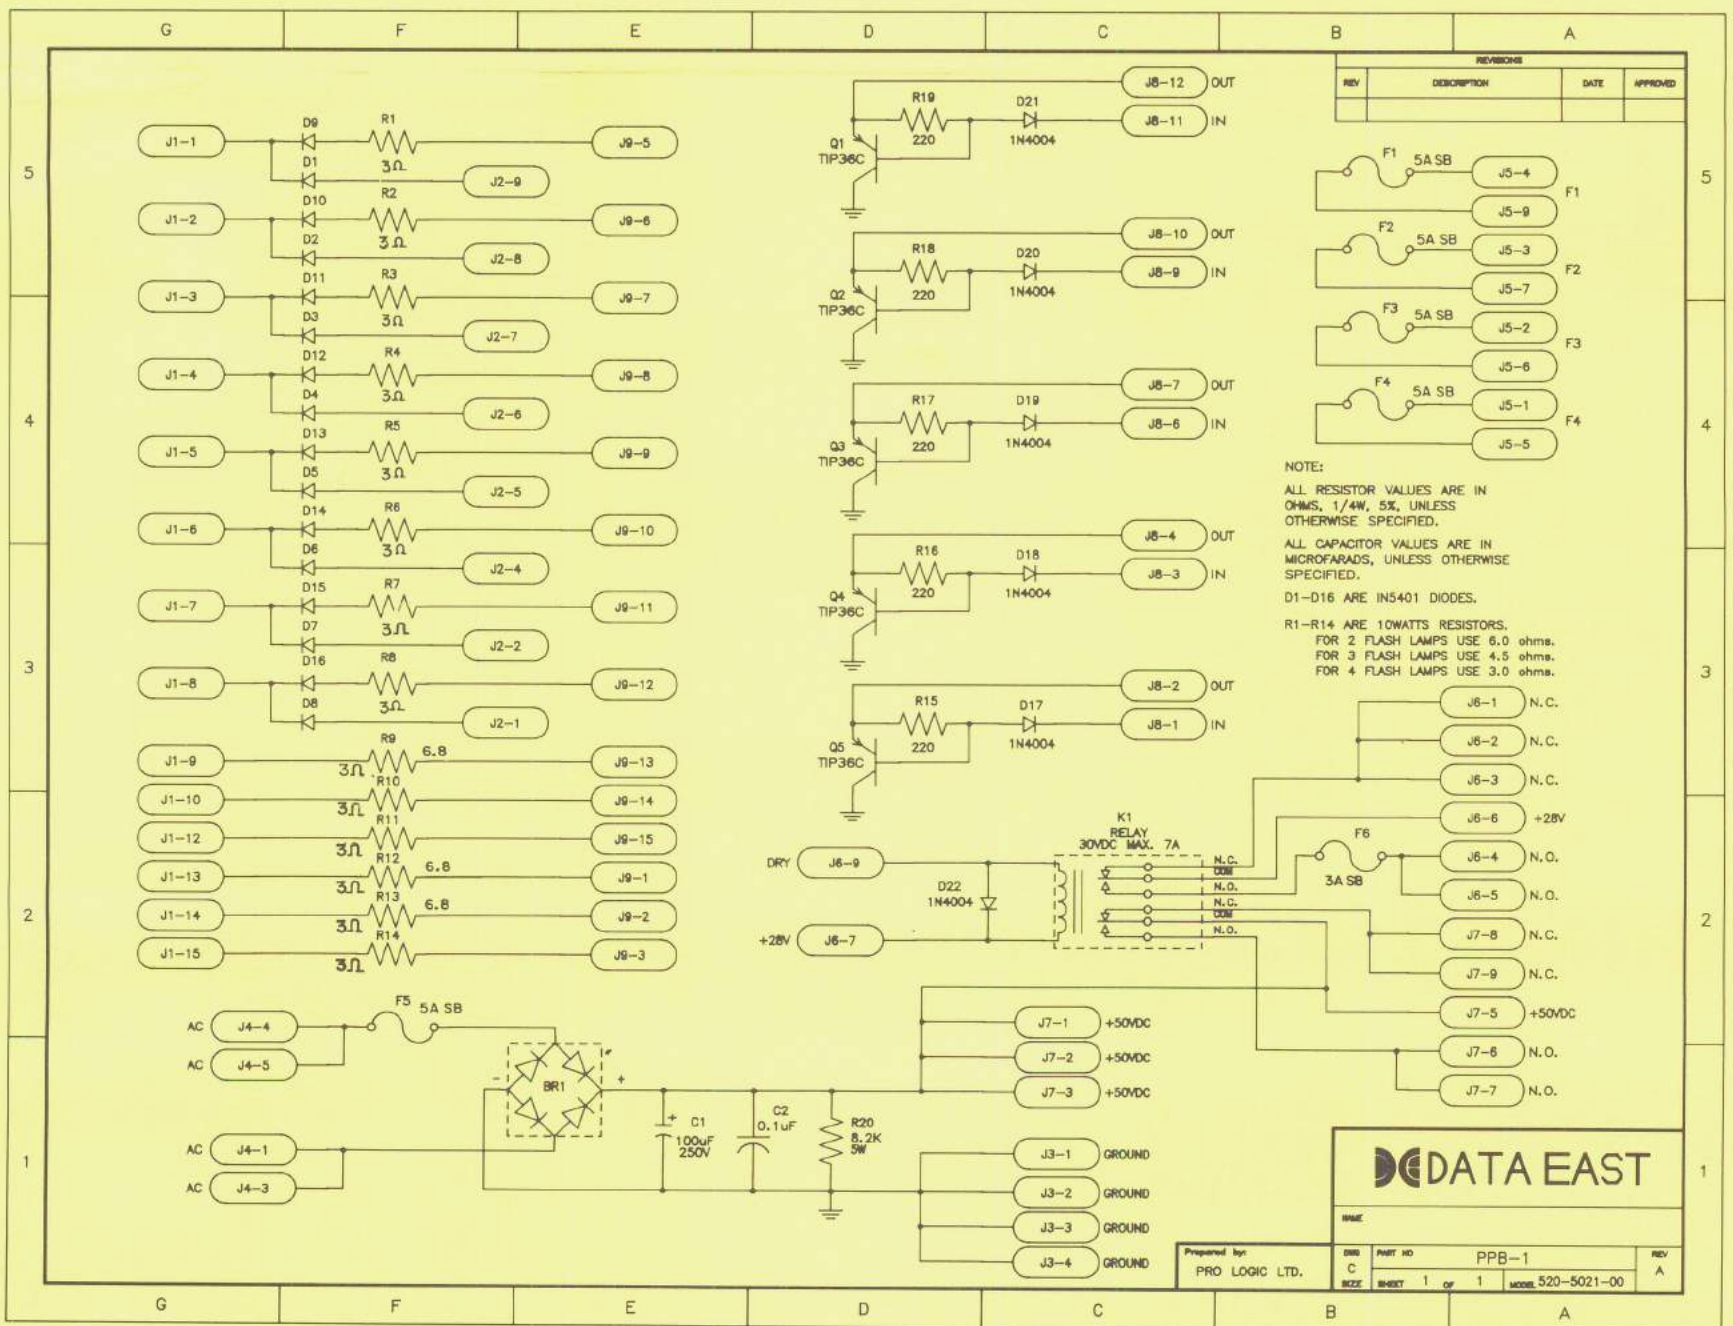 G F E D C B A
5
4
3
2
1
J1-1 D9 R1 3Ω J9-5
D1 J2-9
J1-2 D10 R2 3Ω J9-6
D2 J2-8
J1-3 D11 R3 3Ω J9-7
D3 J2-7
J1-4 D12 R4 3Ω J9-8
D4 J2-6
J1-5 D13 R5 3Ω J9-9
D5 J2-5
J1-6 D14 R6 3Ω J9-10
D6 J2-4
J1-7 D15 R7 3Ω J9-11
D7 J2-2
J1-8 D16 R8 3Ω J9-12
D8 J2-1
J1-9 3Ω R9 6.8 J9-13
J1-10 3Ω R10 J9-14
J1-12 3Ω R11 J9-15
J1-13 3Ω R12 6.8 J9-1
J1-14 3Ω R13 6.8 J9-2
J1-15 3Ω R14 J9-3
J8-12 OUT
R19 220 D21 1N4004 J8-11 IN
Q1
TIP36C
J8-10 OUT
R18 220 D20 1N4004 J8-9 IN
Q2
TIP36C
J8-7 OUT
R17 220 D19 1N4004 J8-6 IN
Q3
TIP36C
J8-4 OUT
R16 220 D18 1N4004 J8-3 IN
Q4
TIP36C
J8-2 OUT
R15 220 D17 1N4004 J8-1 IN
Q5
TIP36C
REVISIONS
REV DESCRIPTION DATE APPROVED
F1 5A SB J5-4
J5-9 F1
F2 5A SB J5-3
J5-7 F2
F3 5A SB J5-2
J5-6 F3
F4 5A SB J5-1
J5-5 F4
NOTE:
ALL RESISTOR VALUES ARE IN
OHMS, 1/4W, 5%, UNLESS
OTHERWISE SPECIFIED.
ALL CAPACITOR VALUES ARE IN
MICROFARADS, UNLESS OTHERWISE
SPECIFIED.
D1-D16 ARE IN5401 DIODES.
R1-R14 ARE 10WATTS RESISTORS.
FOR 2 FLASH LAMPS USE 6.0 ohms.
FOR 3 FLASH LAMPS USE 4.5 ohms.
FOR 4 FLASH LAMPS USE 3.0 ohms.
J6-1 N.C.
J6-2 N.C.
J6-3 N.C.
J6-6 +28V
F6 3A SB J6-4 N.O.
J6-5 N.O.
J7-8 N.C.
J7-9 N.C.
J7-5 +50VDC
J7-6 N.O.
J7-7 N.O.
K1
RELAY
30VDC MAX. 7A
N.C.
COM
N.O.
N.C.
COM
N.O.
DRY J6-9
D22
1N4004
+28V J6-7
AC J4-4 F5 5A SB
AC J4-5
AC J4-1
AC J4-3
- BR1 +
+ C1
100uF
250V
C2
0.1uF
R20
8.2K
5W
J7-1 +50VDC
J7-2 +50VDC
J7-3 +50VDC
J3-1 GROUND
J3-2 GROUND
J3-3 GROUND
J3-4 GROUND
Prepared by:
PRO LOGIC LTD.
DATA EAST
NAME
DWG C SIZE PART NO PPB-1 REV A
SHEET 1 OF 1 MODEL 520-5021-00
5
4
3
2
1
G F E D C B A